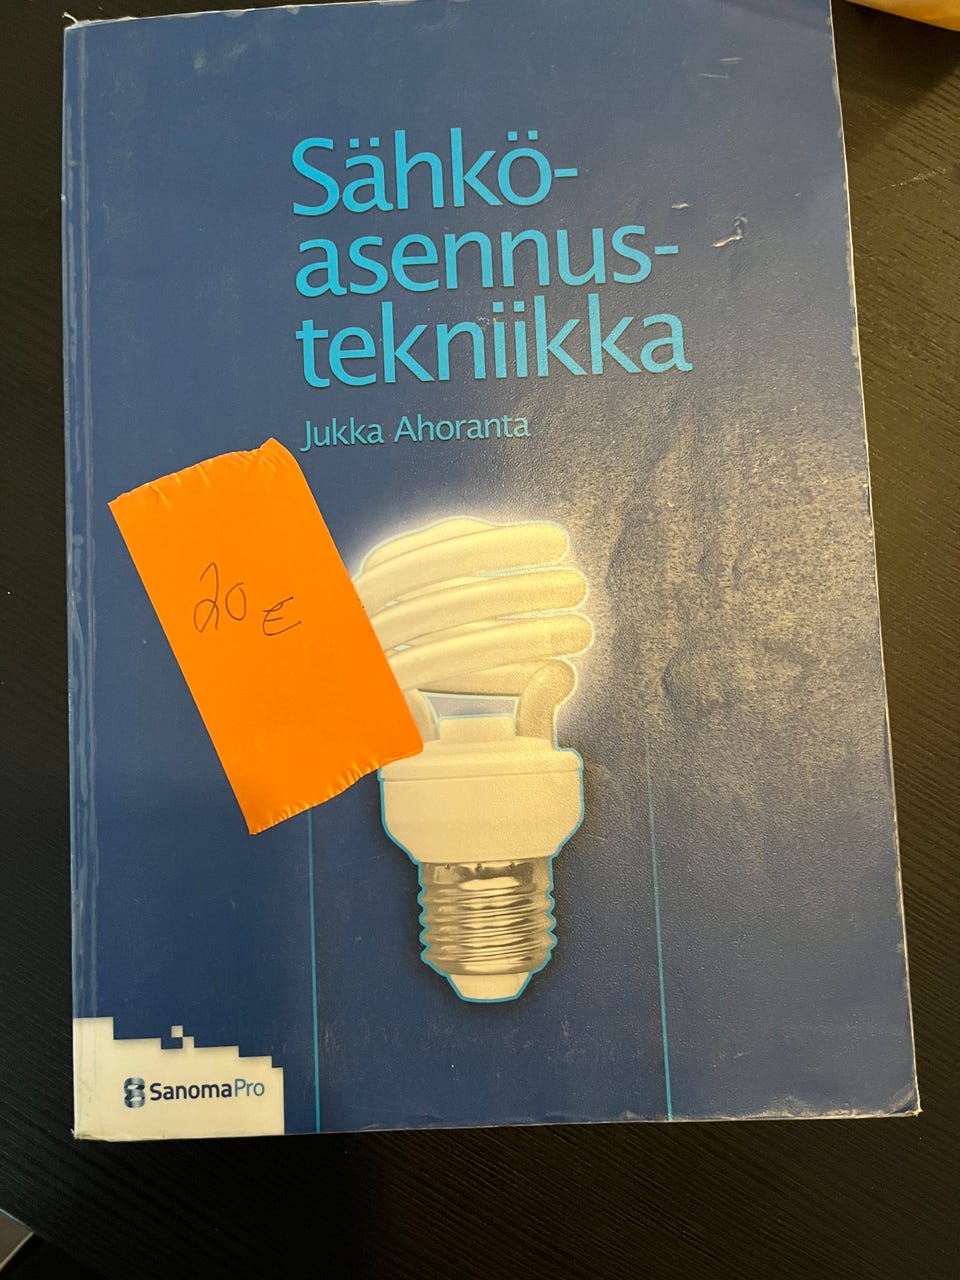 Sähkö-
asennus-
tekniikka
Jukka Ahoranta
20 €
SanomaPro